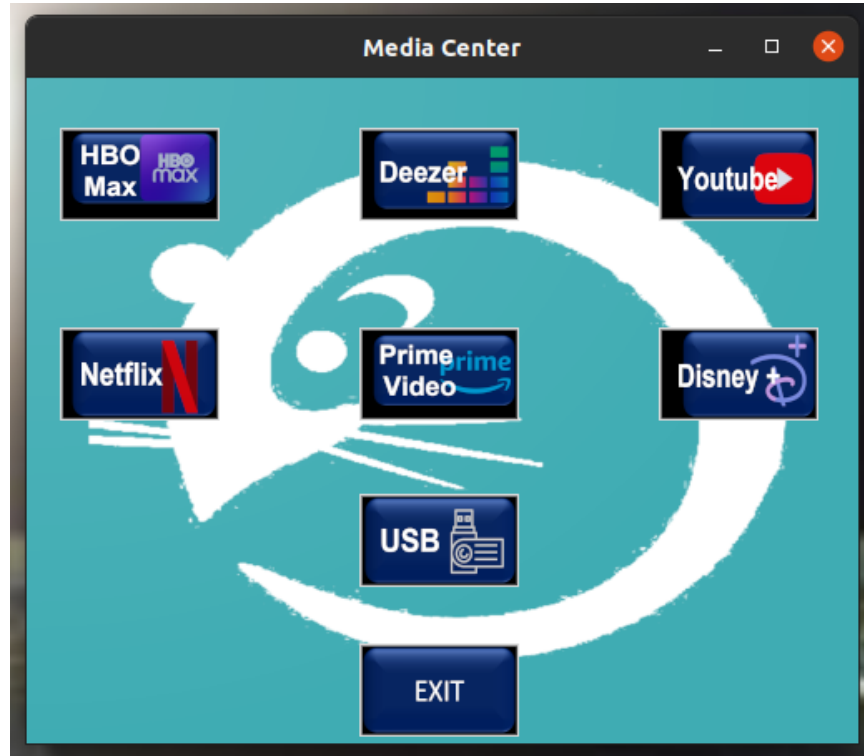 Media Center
HBO
Max
HBO
max
Deezer
Youtube
Netflix
Prime
Video
prime
Disney +
USB
EXIT